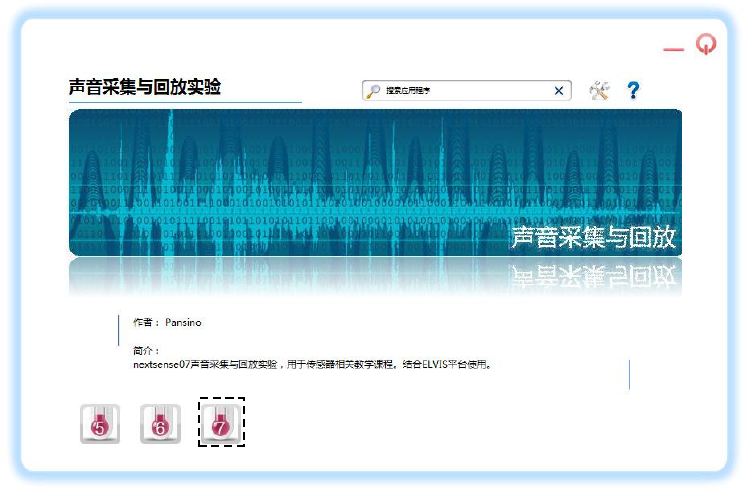 声音采集与回放实验
搜索应用程序
声音采集与回放
作者： Pansino
简介：
nextsense07声音采集与回放实验，用于传感器相关教学课程。结合ELVIS平台使用。
5
6
7